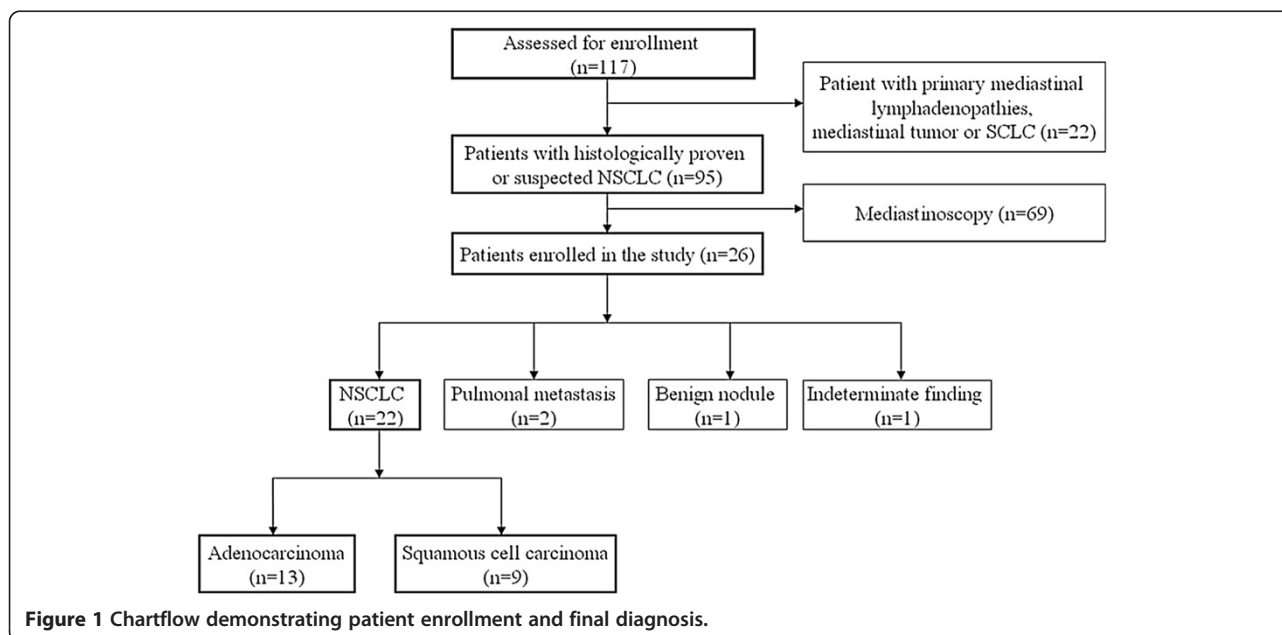 Assessed for enrollment
(n=117)
Patient with primary mediastinal
lymphadenopathies,
mediastinal tumor or SCLC (n=22)
Patients with histologically proven
or suspected NSCLC (n=95)
Mediastinoscopy (n=69)
Patients enrolled in the study (n=26)
NSCLC
(n=22)
Pulmonal metastasis
(n=2)
Benign nodule
(n=1)
Indeterminate finding
(n=1)
Adenocarcinoma
(n=13)
Squamous cell carcinoma
(n=9)
Figure 1 Chartflow demonstrating patient enrollment and final diagnosis.